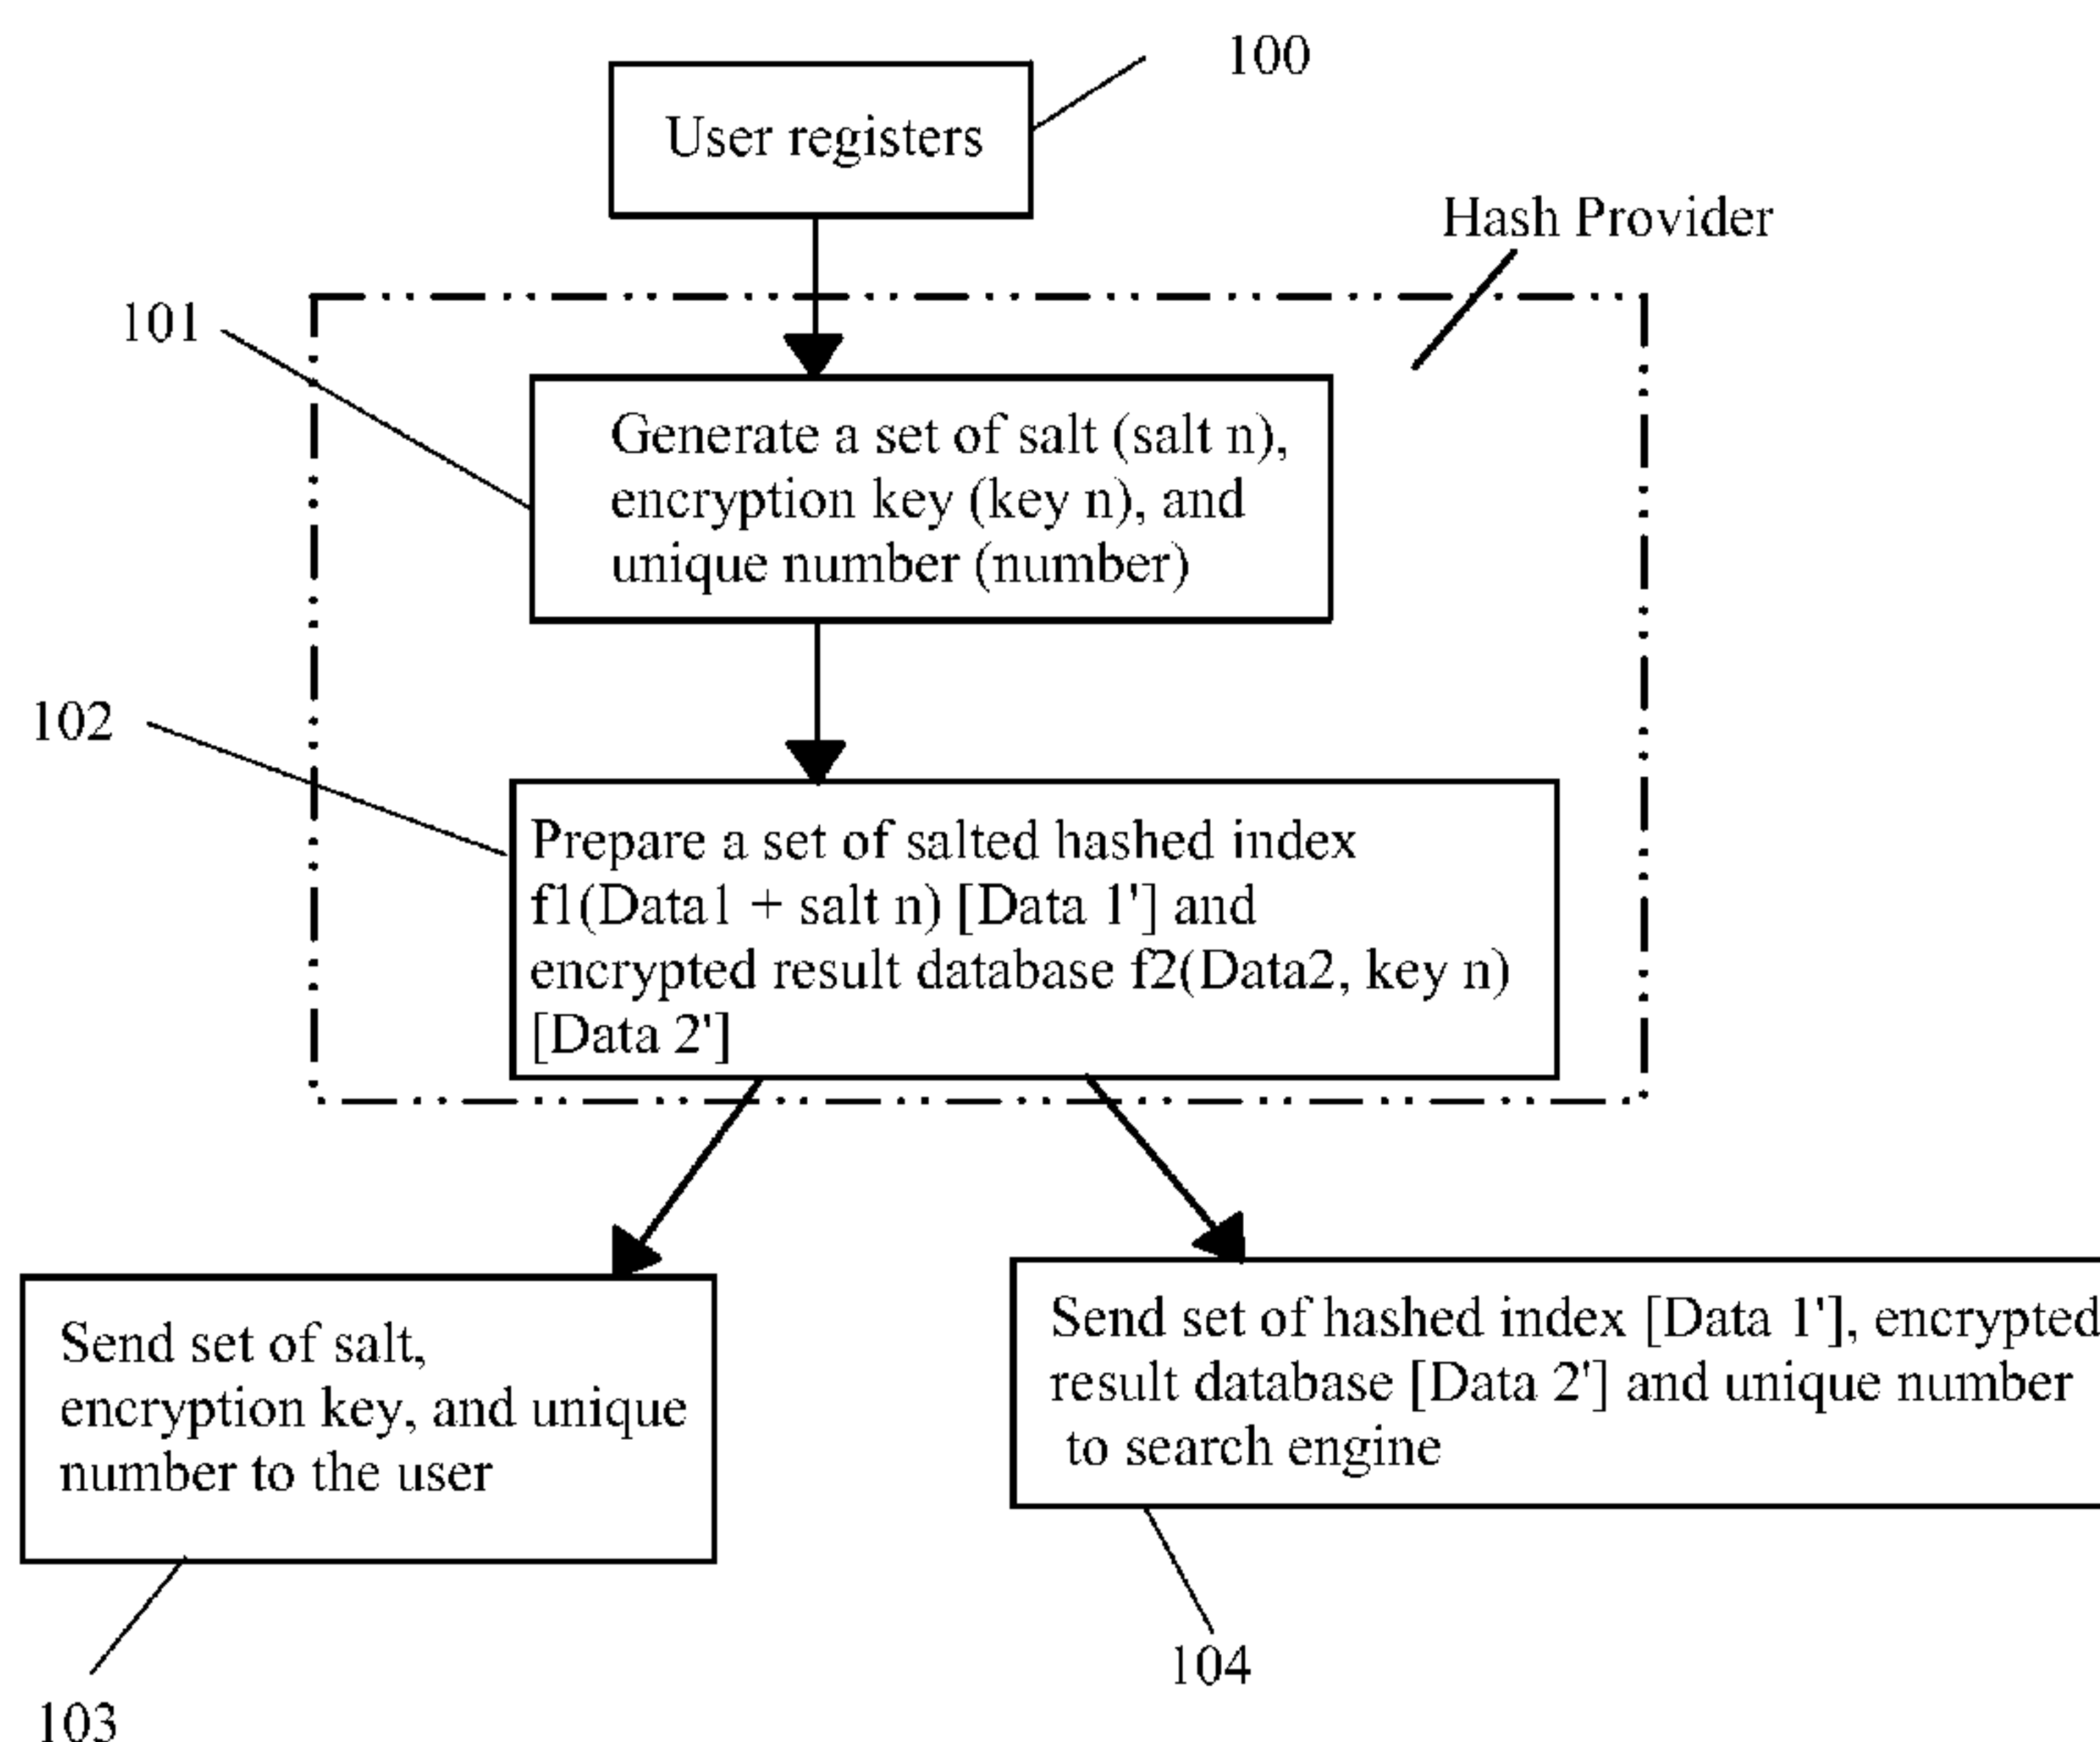 100
User registers
Hash Provider
101
Generate a set of salt (salt n),
encryption key (key n), and
unique number (number)
102
Prepare a set of salted hashed index
f1(Data1 + salt n) [Data 1'] and
encrypted result database f2(Data2, key n)
[Data 2']
Send set of salt,
encryption key, and unique
number to the user
Send set of hashed index [Data 1'], encrypted
result database [Data 2'] and unique number
to search engine
104
103